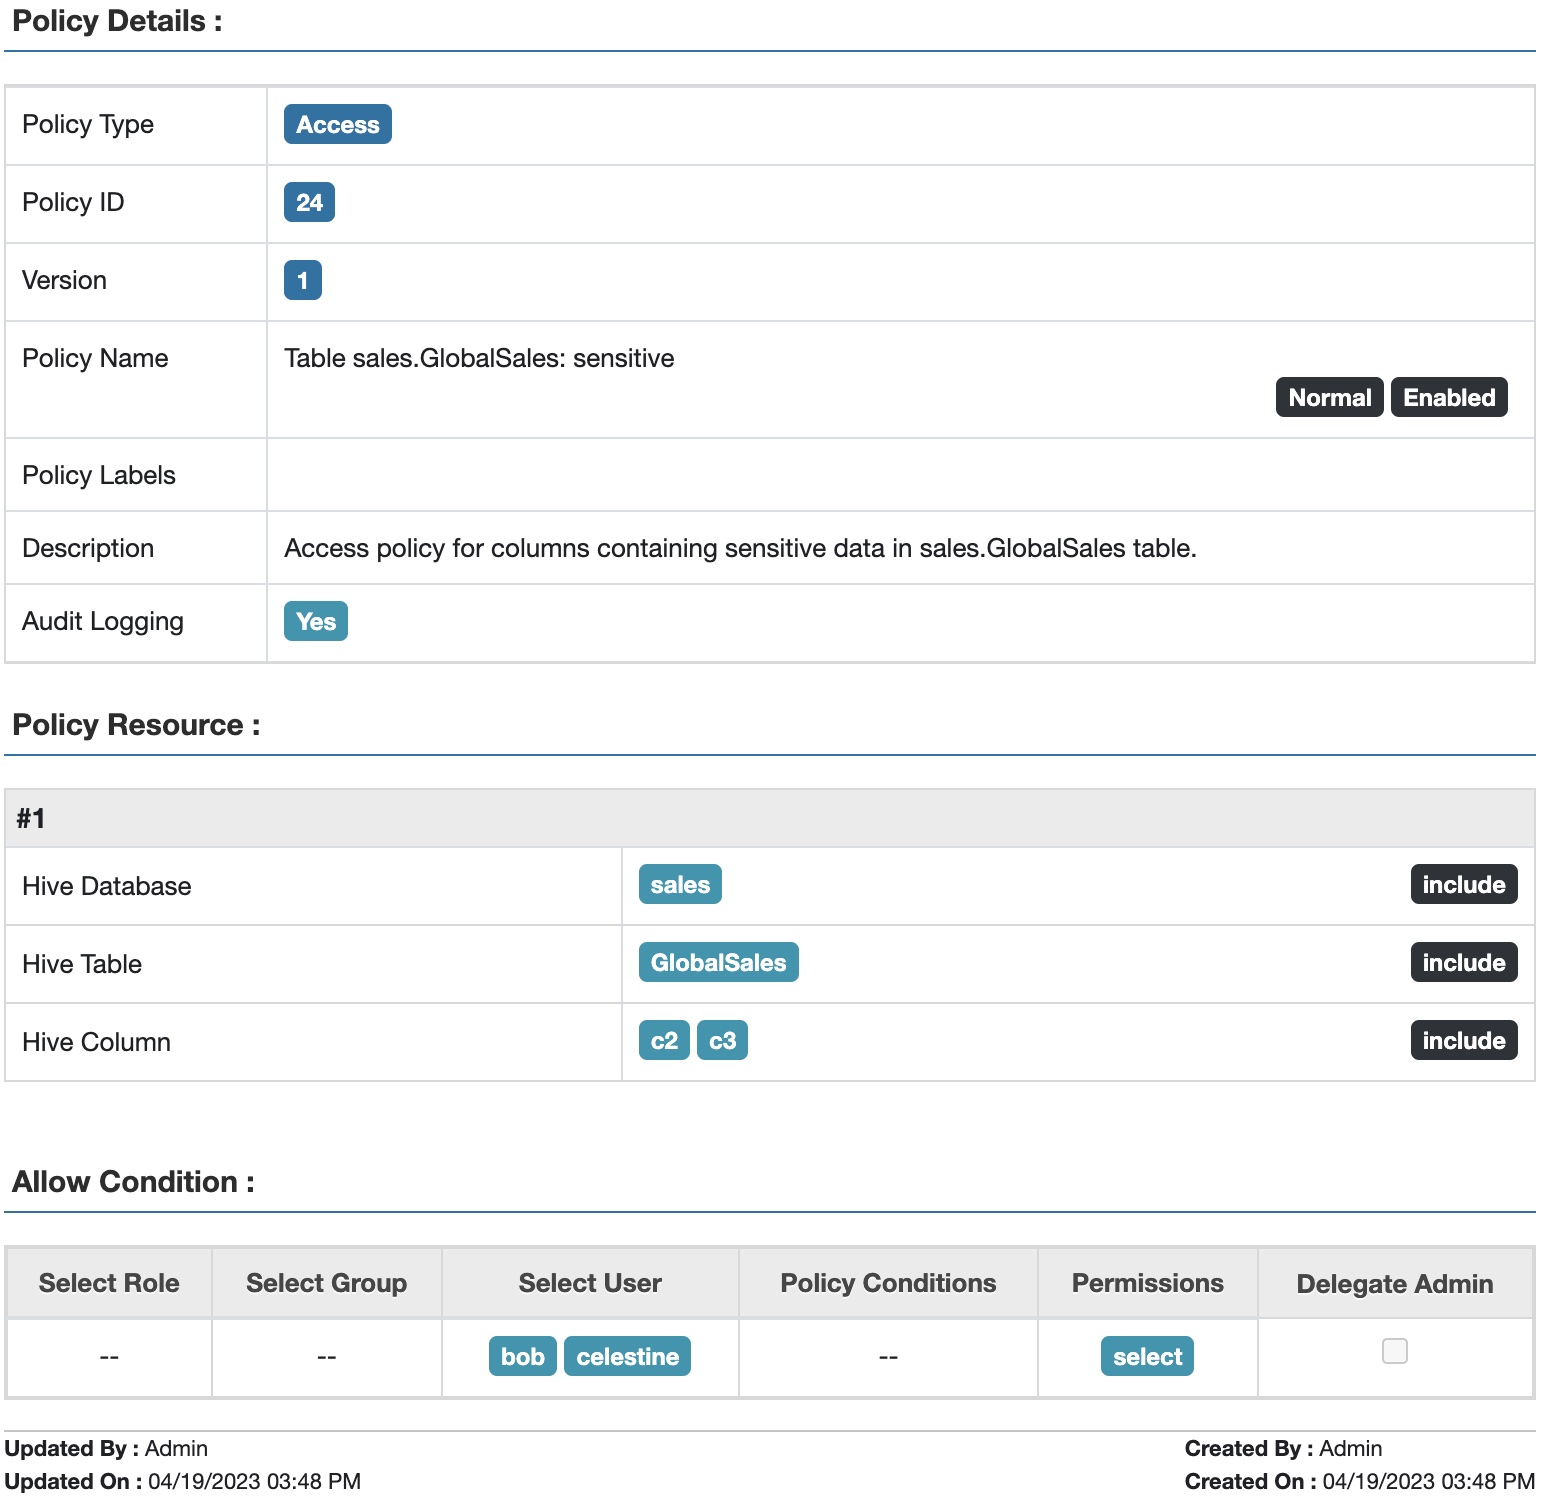 Policy Details :
Policy Type Access
Policy ID 24
Version 1
Policy Name Table sales.GlobalSales: sensitive
Normal Enabled
Policy Labels
Description Access policy for columns containing sensitive data in sales.GlobalSales table.
Audit Logging Yes
Policy Resource :
#1
Hive Database sales include
Hive Table GlobalSales include
Hive Column c2 c3 include
Allow Condition :
Select Role Select Group Select User Policy Conditions Permissions Delegate Admin
-- -- bob celestine -- select
Updated By : Admin Created By : Admin
Updated On : 04/19/2023 03:48 PM Created On : 04/19/2023 03:48 PM